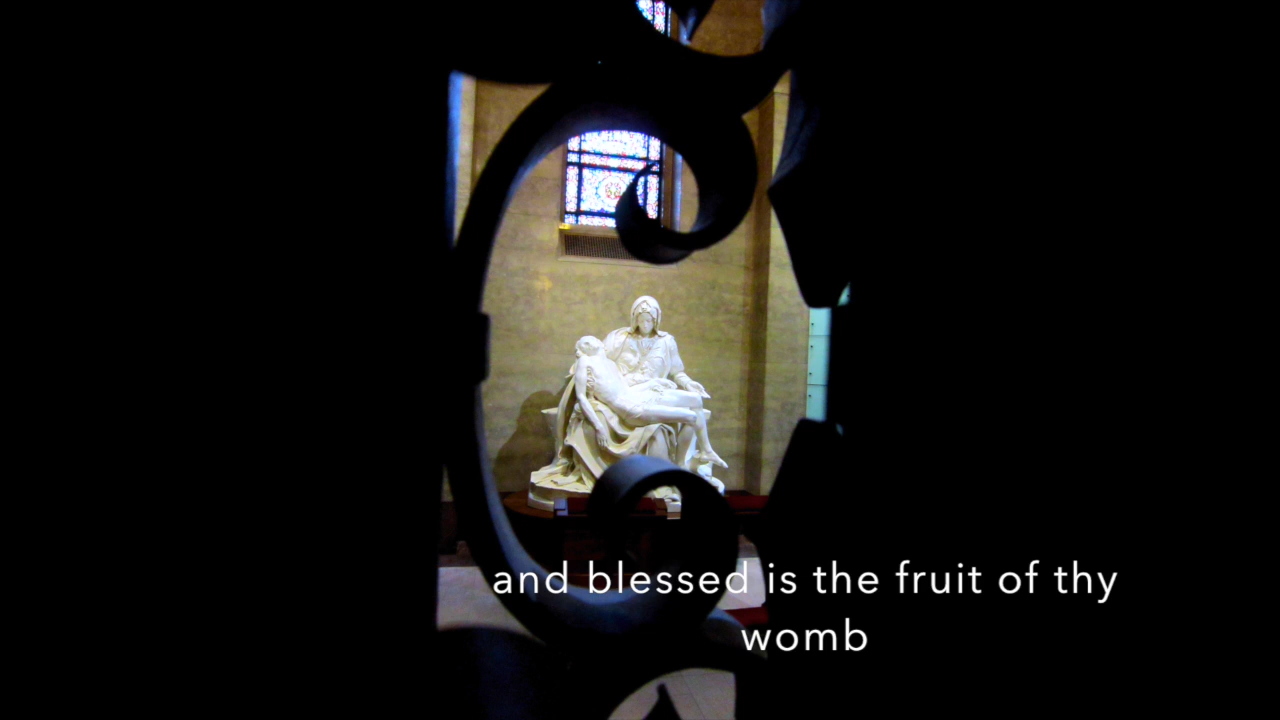 and blessed is the fruit of thy
womb